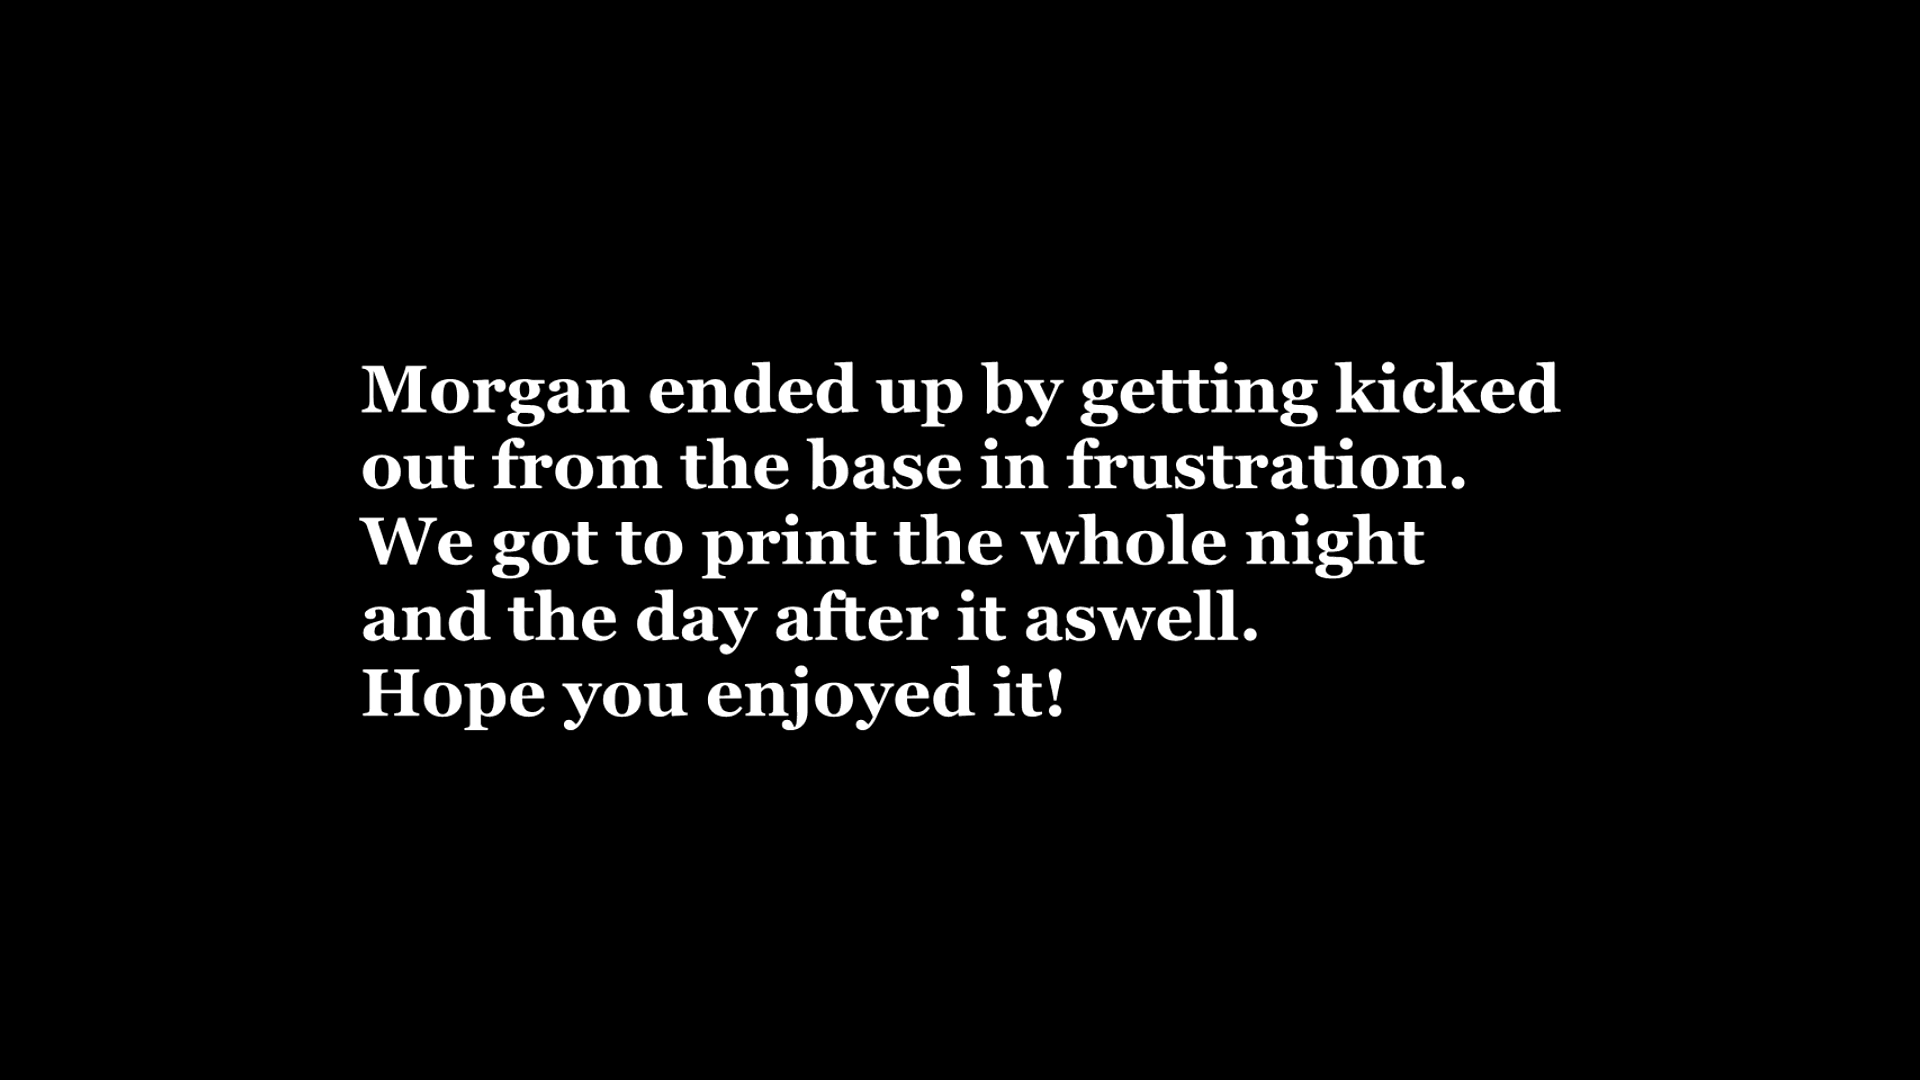 Morgan ended up by getting kicked
out from the base in frustration.
We got to print the whole night
and the day after it aswell.
Hope you enjoyed it!